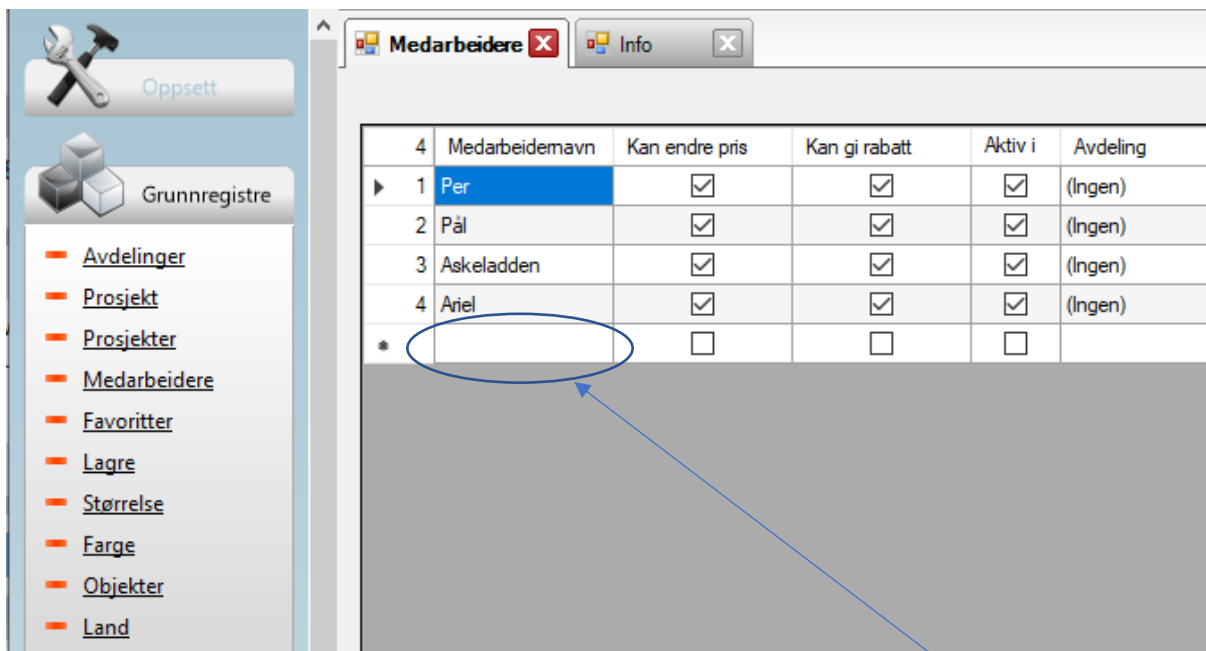 Medarbeidere Info
Oppsett
Grunnregistre
Avdelinger
Prosjekt
Prosjekter
Medarbeidere
Favoritter
Lagre
Størrelse
Farge
Objekter
Land
4 Medarbeidernavn Kan endre pris Kan gi rabatt Aktiv i Avdeling
1 Per (Ingen)
2 Pål (Ingen)
3 Askeladden (Ingen)
4 Ariel (Ingen)